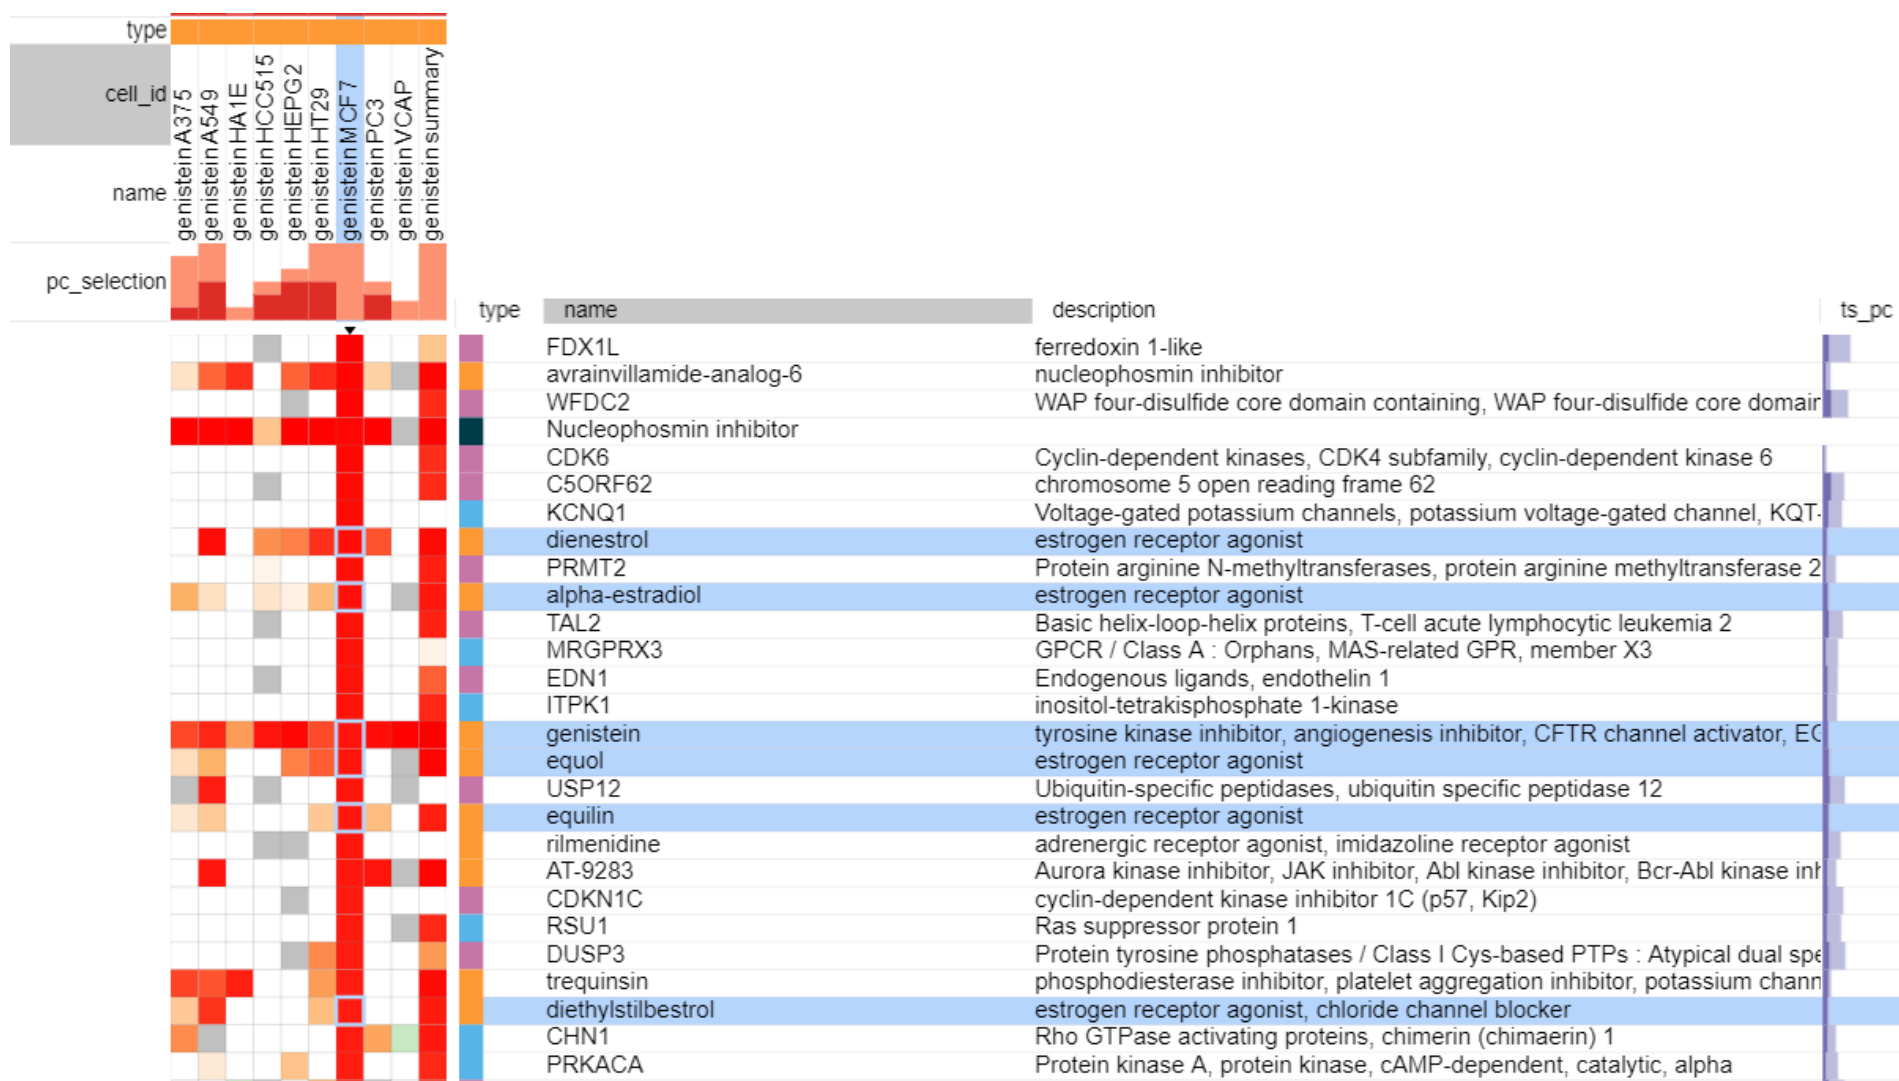 type
cell_id
name
genistein A375
genistein A549
genistein HA1E
genistein HCC515
genistein HEPG2
genistein HT29
genistein MCF7
genistein PC3
genistein VCAP
genistein summary
pc_selection
type name description ts_pc
FDX1L ferredoxin 1-like
avrainvillamide-analog-6 nucleophosmin inhibitor
WFDC2 WAP four-disulfide core domain containing, WAP four-disulfide core domain
Nucleophosmin inhibitor
CDK6 Cyclin-dependent kinases, CDK4 subfamily, cyclin-dependent kinase 6
C5ORF62 chromosome 5 open reading frame 62
KCNQ1 Voltage-gated potassium channels, potassium voltage-gated channel, KQT-
dienestrol estrogen receptor agonist
PRMT2 Protein arginine N-methyltransferases, protein arginine methyltransferase 2
alpha-estradiol estrogen receptor agonist
TAL2 Basic helix-loop-helix proteins, T-cell acute lymphocytic leukemia 2
MRGPRX3 GPCR / Class A : Orphans, MAS-related GPR, member X3
EDN1 Endogenous ligands, endothelin 1
ITPK1 inositol-tetrakisphosphate 1-kinase
genistein tyrosine kinase inhibitor, angiogenesis inhibitor, CFTR channel activator, EG
equol estrogen receptor agonist
USP12 Ubiquitin-specific peptidases, ubiquitin specific peptidase 12
equilin estrogen receptor agonist
rilmenidine adrenergic receptor agonist, imidazoline receptor agonist
AT-9283 Aurora kinase inhibitor, JAK inhibitor, Abl kinase inhibitor, Bcr-Abl kinase inh
CDKN1C cyclin-dependent kinase inhibitor 1C (p57, Kip2)
RSU1 Ras suppressor protein 1
DUSP3 Protein tyrosine phosphatases / Class I Cys-based PTPs : Atypical dual spe
trequinsin phosphodiesterase inhibitor, platelet aggregation inhibitor, potassium chann
diethylstilbestrol estrogen receptor agonist, chloride channel blocker
CHN1 Rho GTPase activating proteins, chimerin (chimaerin) 1
PRKACA Protein kinase A, protein kinase, cAMP-dependent, catalytic, alpha